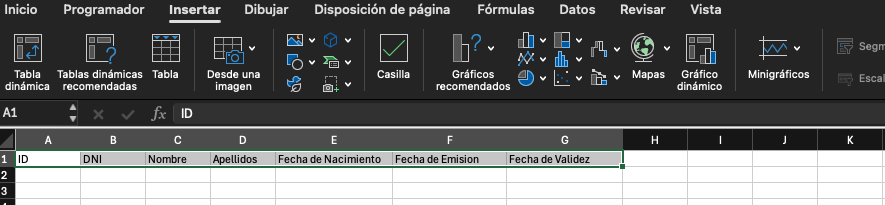 Inicio Programador Insertar Dibujar Disposición de página Fórmulas Datos Revisar Vista
Tabla dinámica
Tablas dinámicas recomendadas
Tabla
Desde una imagen
Casilla
Gráficos recomendados
Mapas
Gráfico dinámico
Minigráficos
Segm
Escal
A1 fx ID
A B C D E F G H I J K
1 ID DNI Nombre Apellidos Fecha de Nacimiento Fecha de Emision Fecha de Validez
2
3